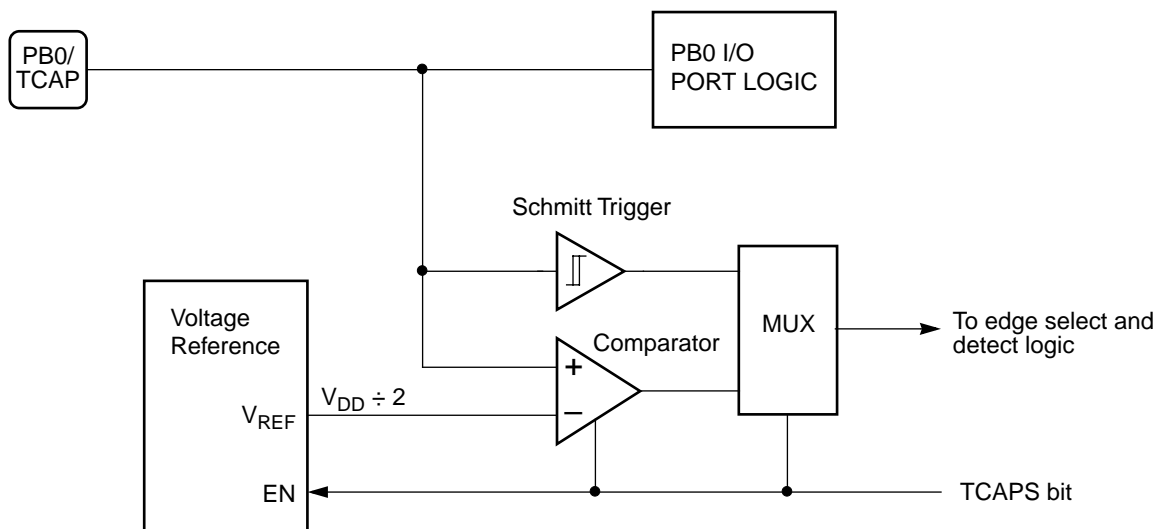 PB0/
TCAP
PB0 I/O
PORT LOGIC
Schmitt Trigger
Voltage
Reference
MUX
To edge select and
detect logic
Comparator
+
VDD ÷ 2
−
VREF
EN
TCAPS bit